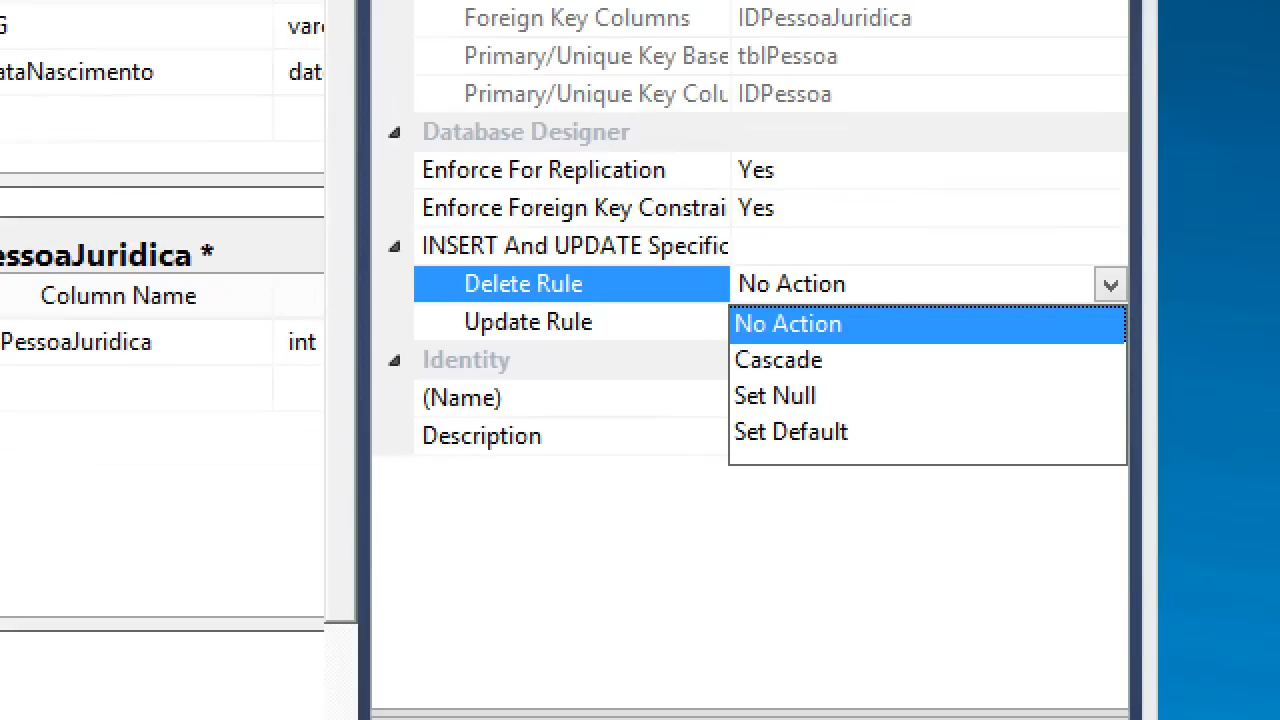 G
ataNascimento
dat
essoaJuridica *
Column Name
PessoaJuridica
int
Foreign Key Columns
IDPessoaJuridica
Primary/Unique Key Base
tblPessoa
Primary/Unique Key Colu
IDPessoa
Database Designer
Enforce For Replication
Yes
Enforce Foreign Key Constrai
Yes
INSERT And UPDATE Specific
Delete Rule
No Action
Update Rule
No Action
Cascade
Set Null
Set Default
Identity
(Name)
Description